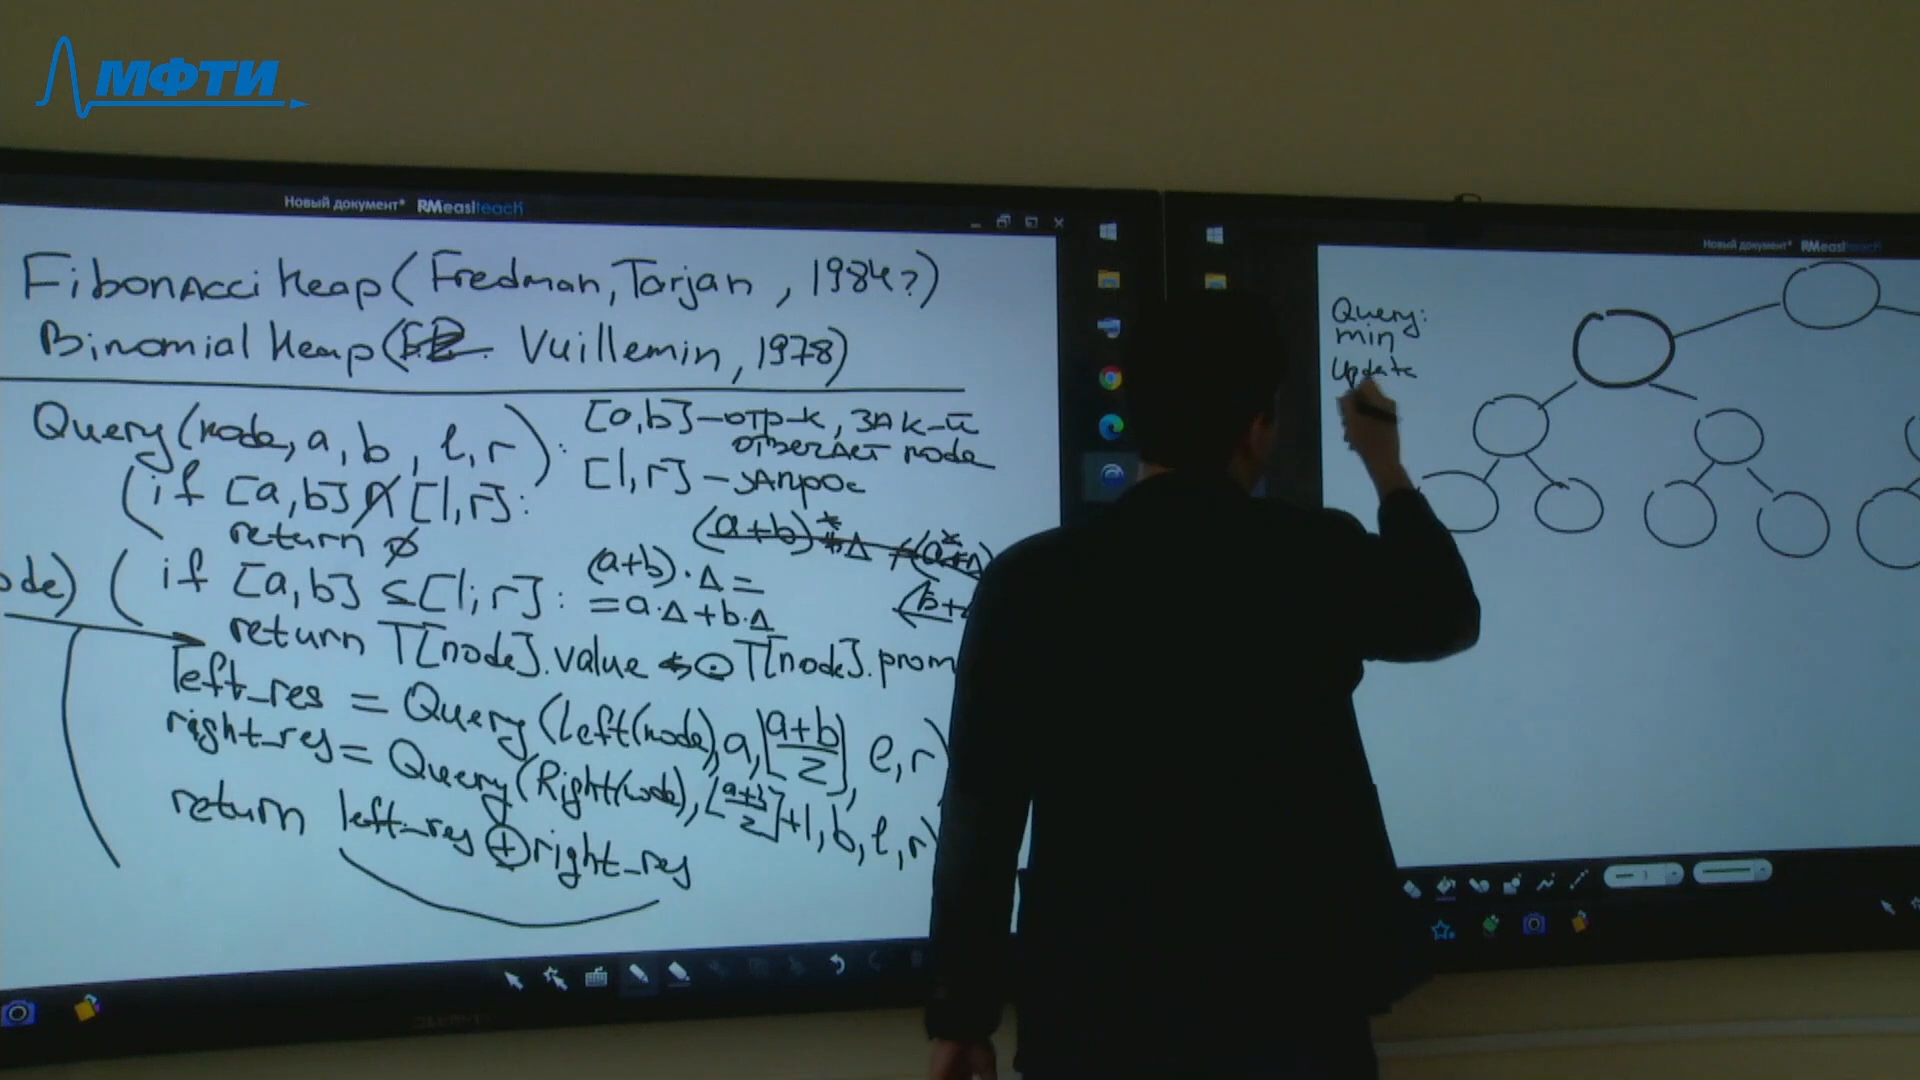 МФТИ
Новый документ* RMeasiteach
Fibonacci Heap (Fredman, Tarjan, 1984?)
Binomial Heap ( Vuillemin, 1978)
Query(node, a, b, l, r):
[a,b] – отр-к, за к-й
отвечает node
[l,r] – запрос
if [a,b] ∩̸ [l,r]:
return ∅
(a+b)·Δ =
= a·Δ + b·Δ
ode)
if [a,b] ⊆ [l;r]:
return T[node].value ⊙ T[node].prom
left_res = Query(Left(node), a, [a+b/2], l, r)
right_res = Query(Right(node), [a+b/2]+1, b, l, r)
return left_res ⊕ right_res
Новый документ* RMeasiteach
Query:
min
Update